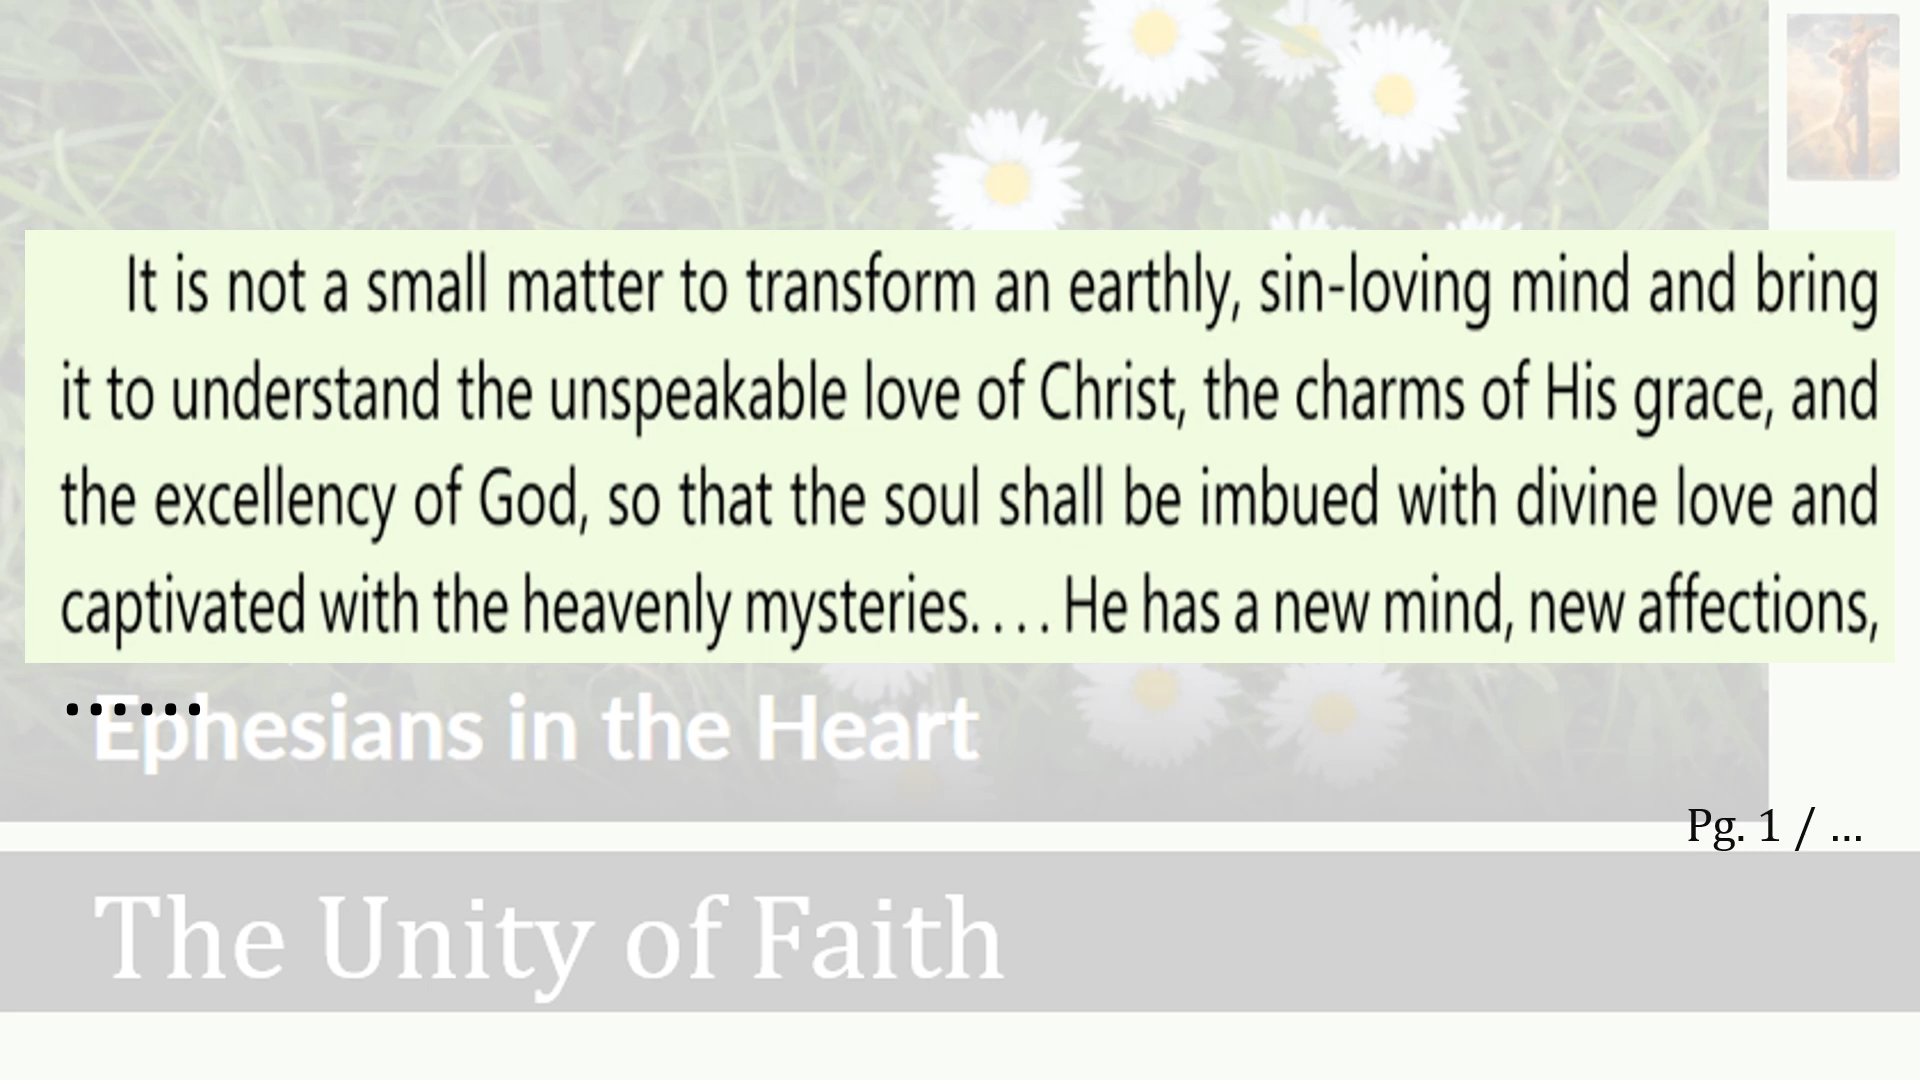 It is not a small matter to transform an earthly, sin-loving mind and bring
it to understand the unspeakable love of Christ, the charms of His grace, and
the excellency of God, so that the soul shall be imbued with divine love and
captivated with the heavenly mysteries. . . . He has a new mind, new affections,
......
Ephesians in the Heart
Pg. 1 / ...
The Unity of Faith